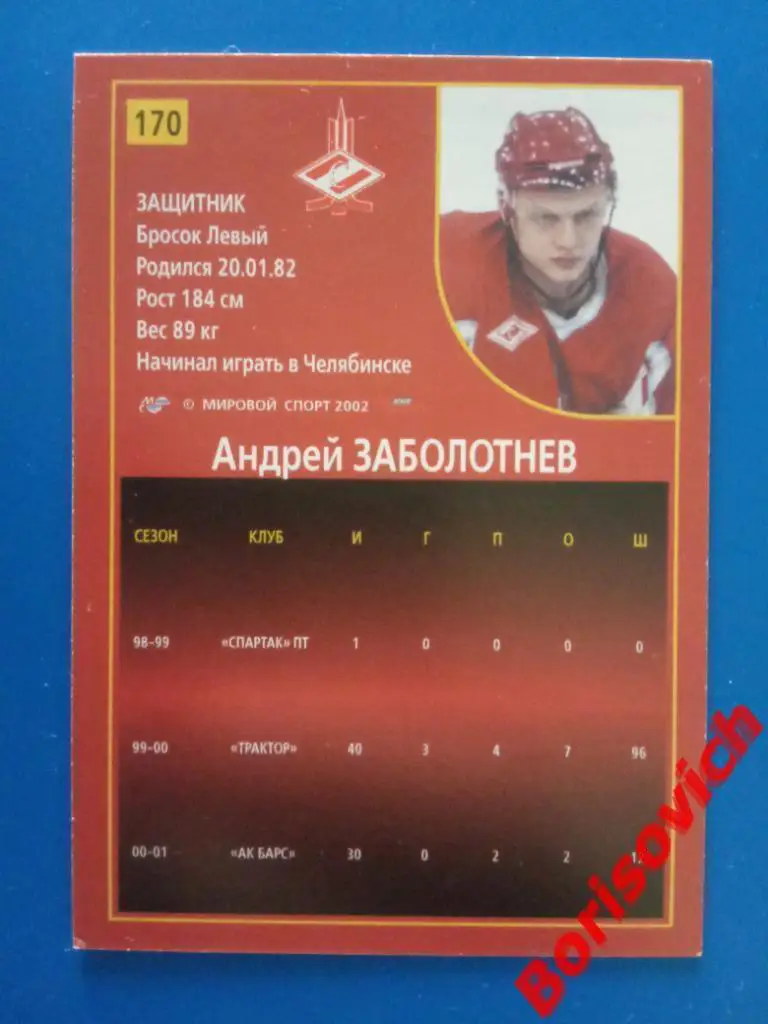 170
ЗАЩИТНИК
Бросок Левый
Родился 20.01.82
Рост 184 см
Вес 89 кг
Начинал играть в Челябинске
© МИРОВОЙ СПОРТ 2002
Андрей ЗАБОЛОТНЕВ
СЕЗОН КЛУБ И Г П О Ш
98-99 «СПАРТАК» ПТ 1 0 0 0 0
99-00 «ТРАКТОР» 40 3 4 7 96
00-01 «АК БАРС» 30 0 2 2
Borisovich